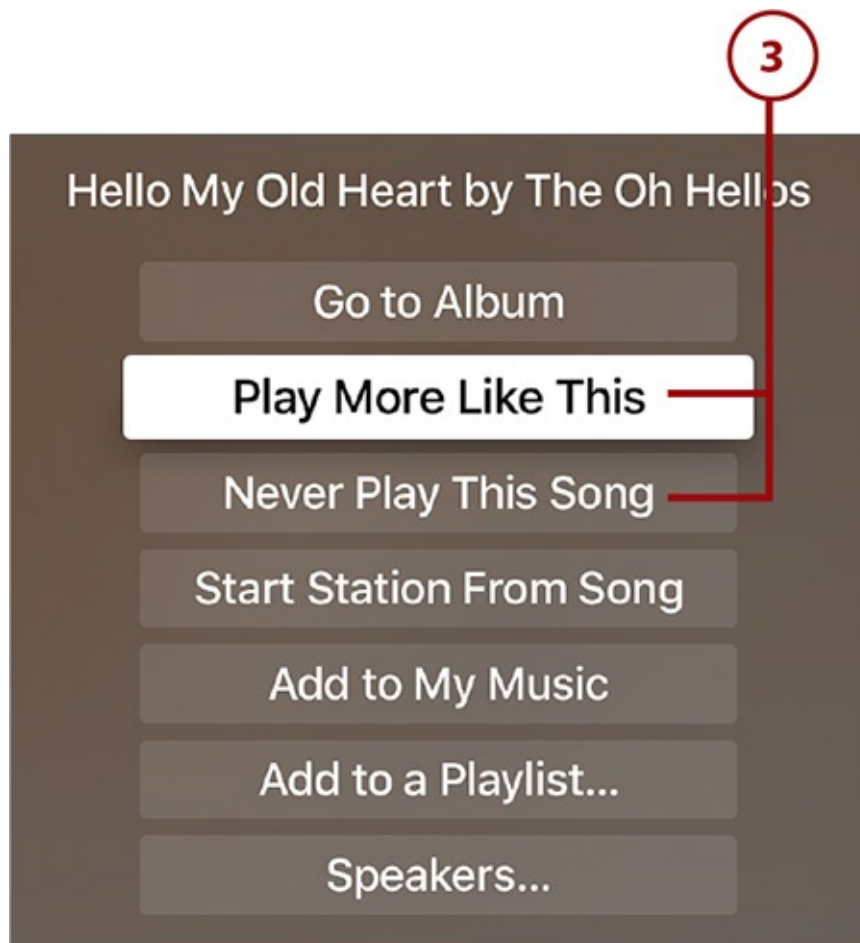 3
Hello My Old Heart by The Oh Hellos
Go to Album
Play More Like This
Never Play This Song
Start Station From Song
Add to My Music
Add to a Playlist...
Speakers...